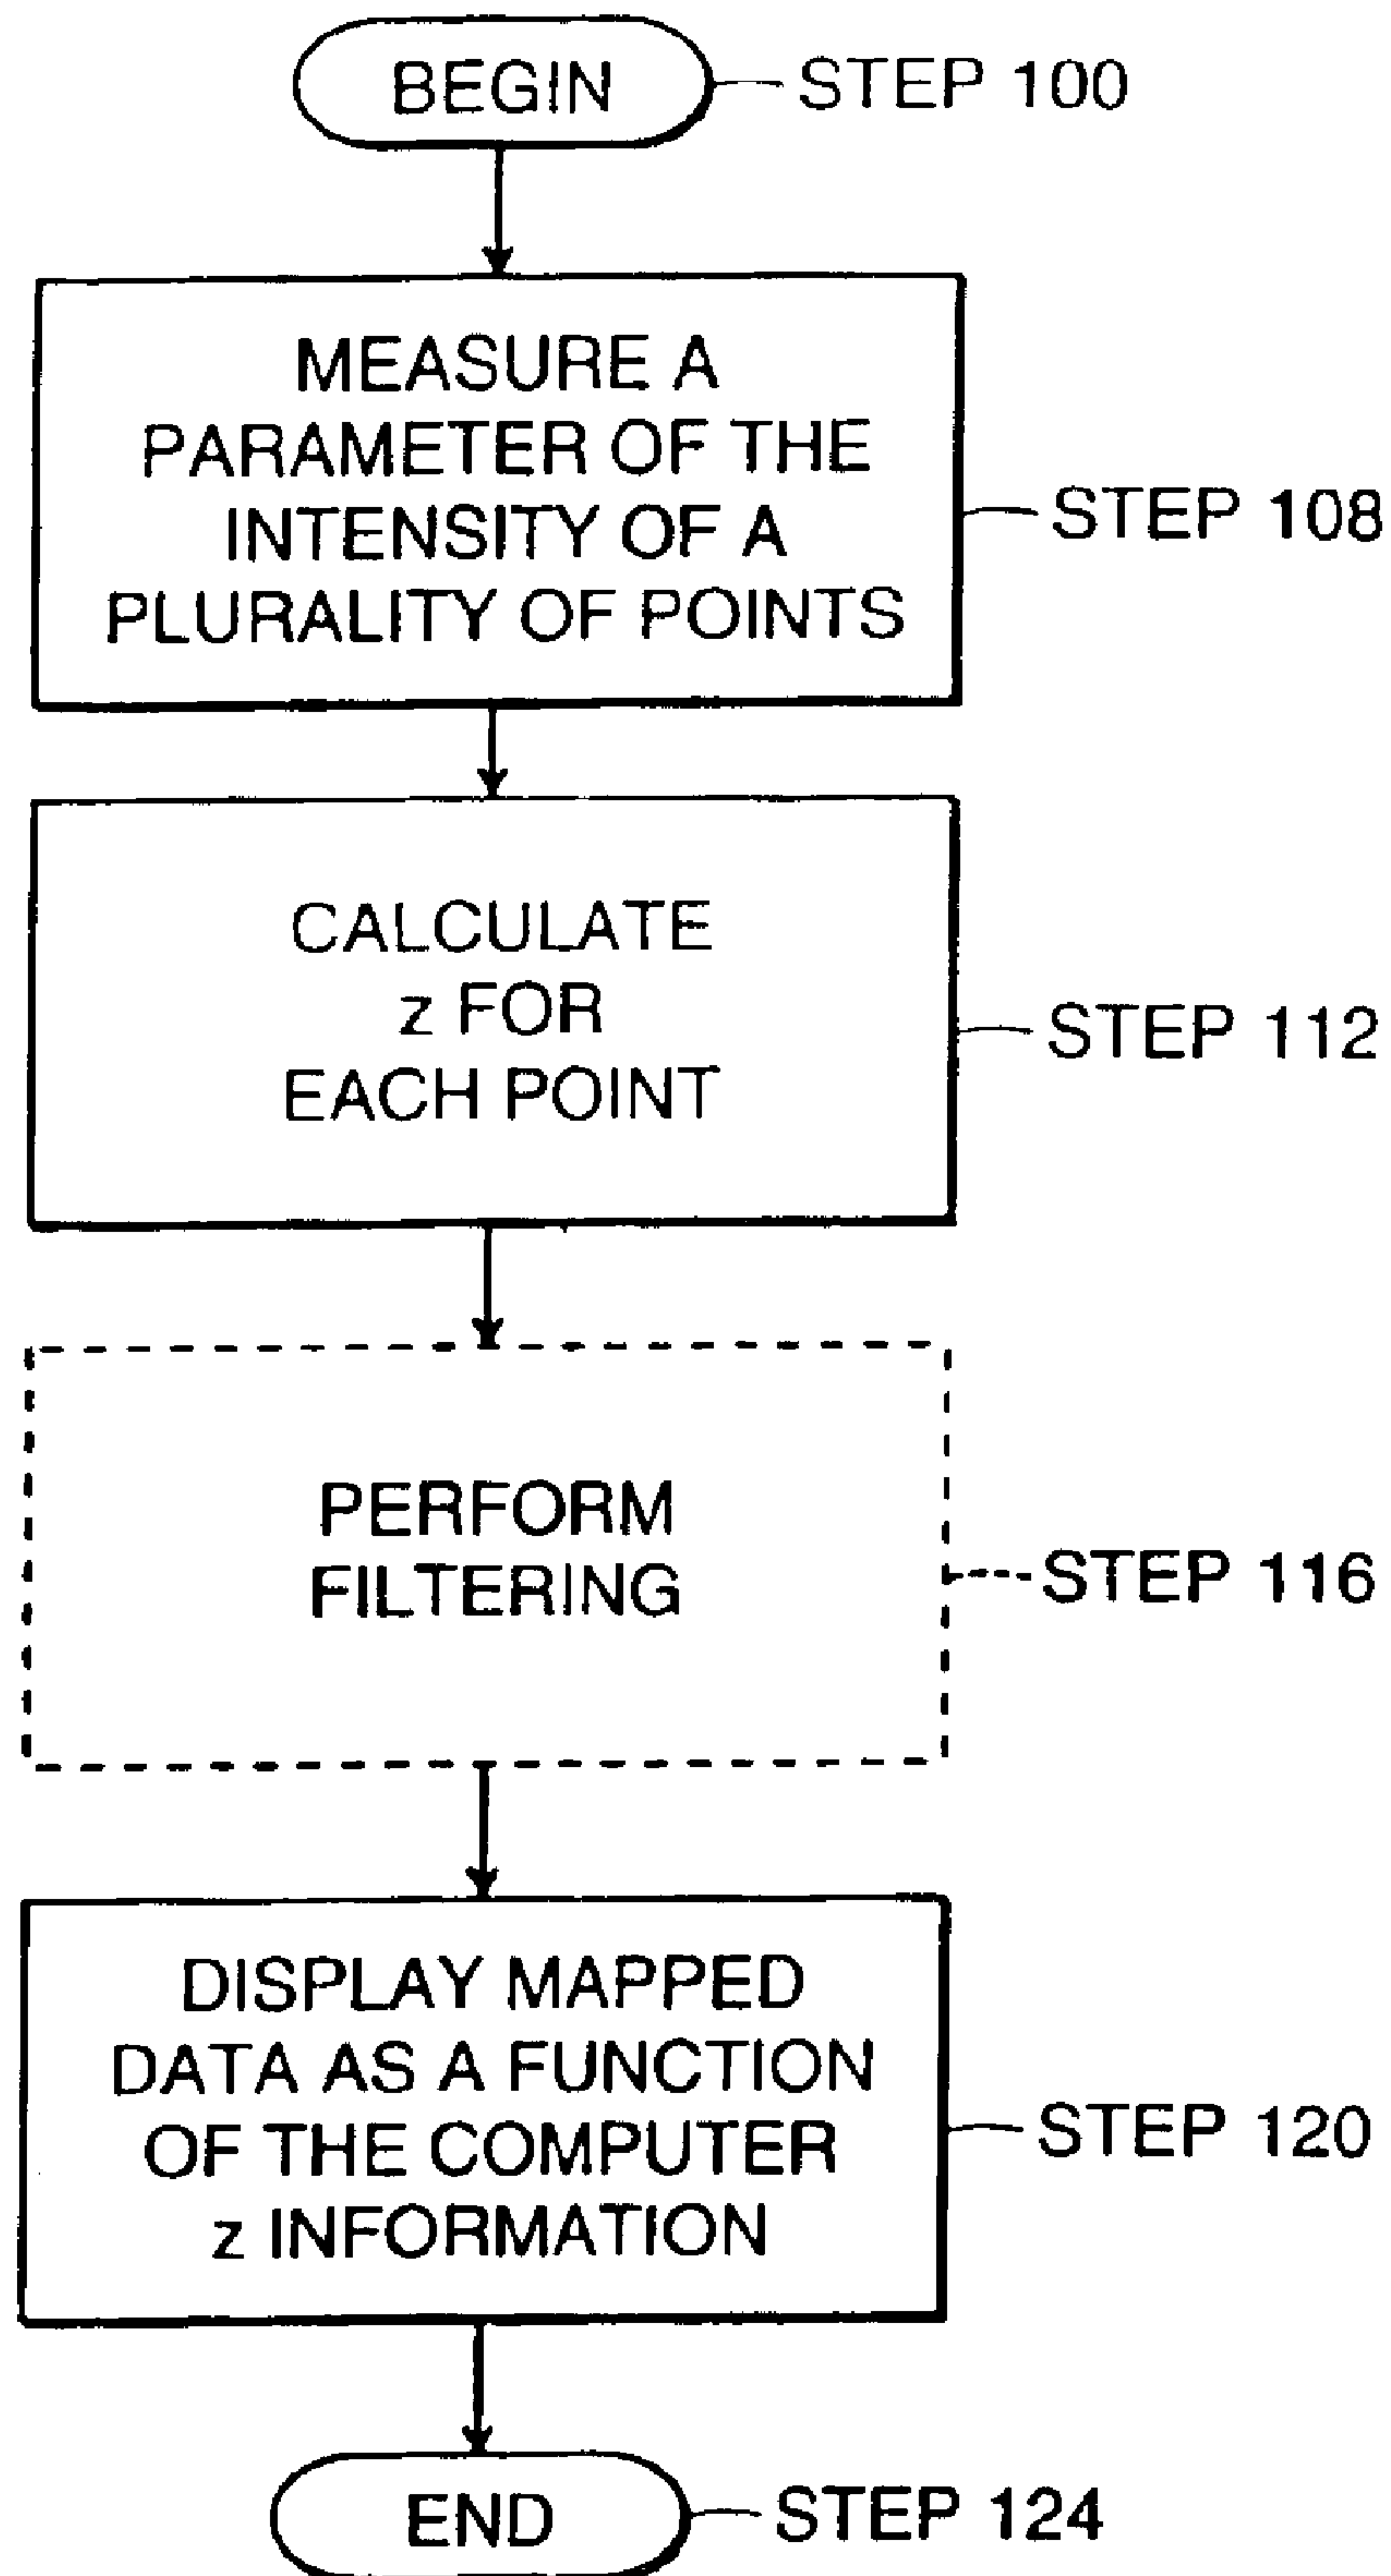 BEGIN
STEP 100
MEASURE A
PARAMETER OF THE
INTENSITY OF A
PLURALITY OF POINTS
STEP 108
CALCULATE
z FOR
EACH POINT
STEP 112
PERFORM
FILTERING
STEP 116
DISPLAY MAPPED
DATA AS A FUNCTION
OF THE COMPUTER
z INFORMATION
STEP 120
END
STEP 124